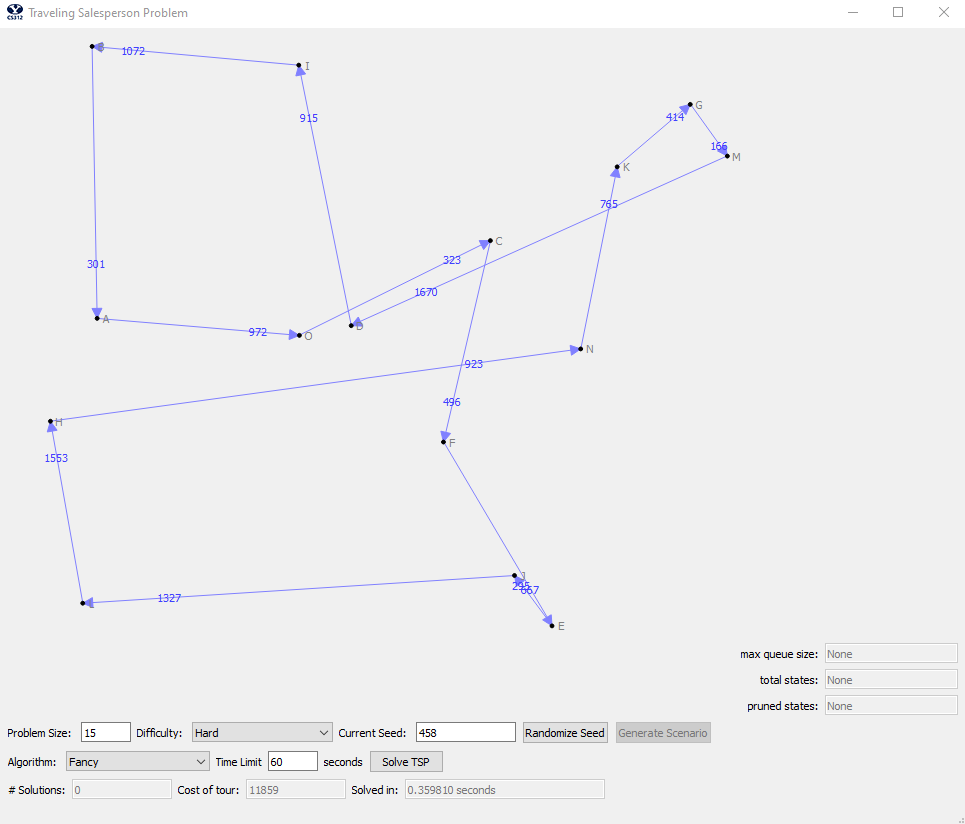 CS312 Traveling Salesperson Problem
1072
I
915
G
414
166
M
K
765
C
323
301
1670
A
972
O
N
923
496
H
F
1553
1327
667
E
max queue size: None
total states: None
pruned states: None
Problem Size: 15 Difficulty: Hard Current Seed: 458 Randomize Seed Generate Scenario
Algorithm: Fancy Time Limit 60 seconds Solve TSP
# Solutions: 0 Cost of tour: 11859 Solved in: 0.359810 seconds